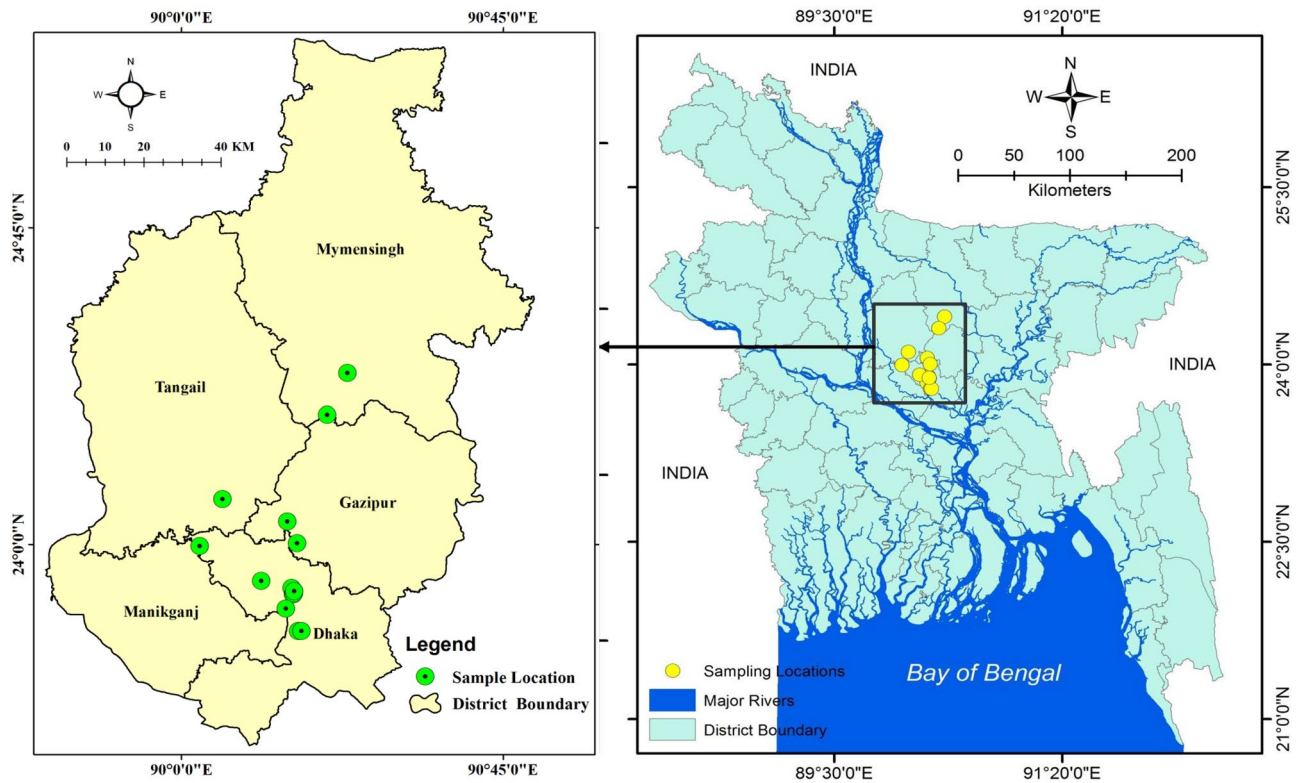 90°0'0"E
90°45'0"E
N
W
E
S
0 10 20 40 KM
24°45'0"N
24°0'0"N
Mymensingh
Tangail
Gazipur
Manikganj
Dhaka
Legend
Sample Location
District Boundary
90°0'0"E
90°45'0"E
89°30'0"E
91°20'0"E
INDIA
N
W
E
S
0 50 100 200
Kilometers
25°30'0"N
24°0'0"N
22°30'0"N
21°0'0"N
INDIA
INDIA
Bay of Bengal
Sampling Locations
Major Rivers
District Boundary
89°30'0"E
91°20'0"E